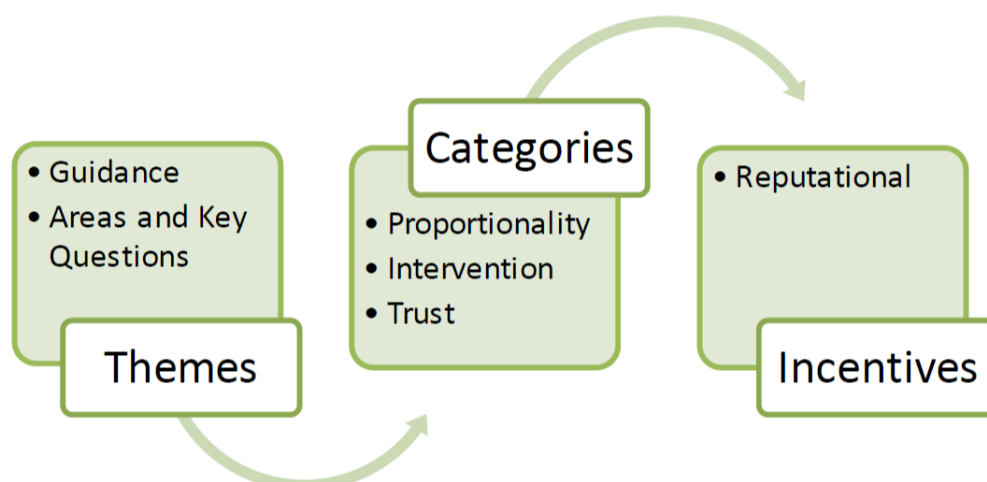 • Guidance
• Areas and Key
Questions
Themes
Categories
• Proportionality
• Intervention
• Trust
• Reputational
Incentives